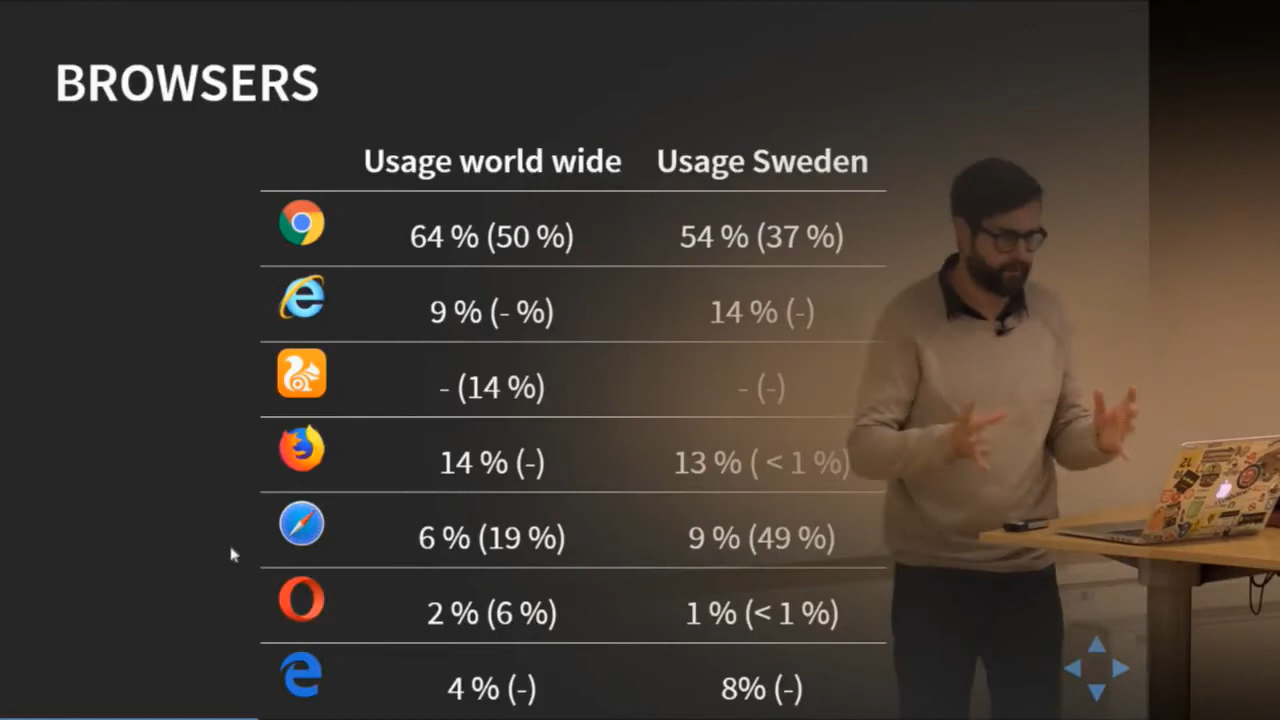 BROWSERS
Usage world wide Usage Sweden
64 % (50 %) 54 % (37 %)
9 % (- %) 14 % (-)
- (14 %) - (-)
14 % (-) 13 % ( < 1 %)
6 % (19 %) 9 % (49 %)
2 % (6 %) 1 % (< 1 %)
4 % (-) 8% (-)